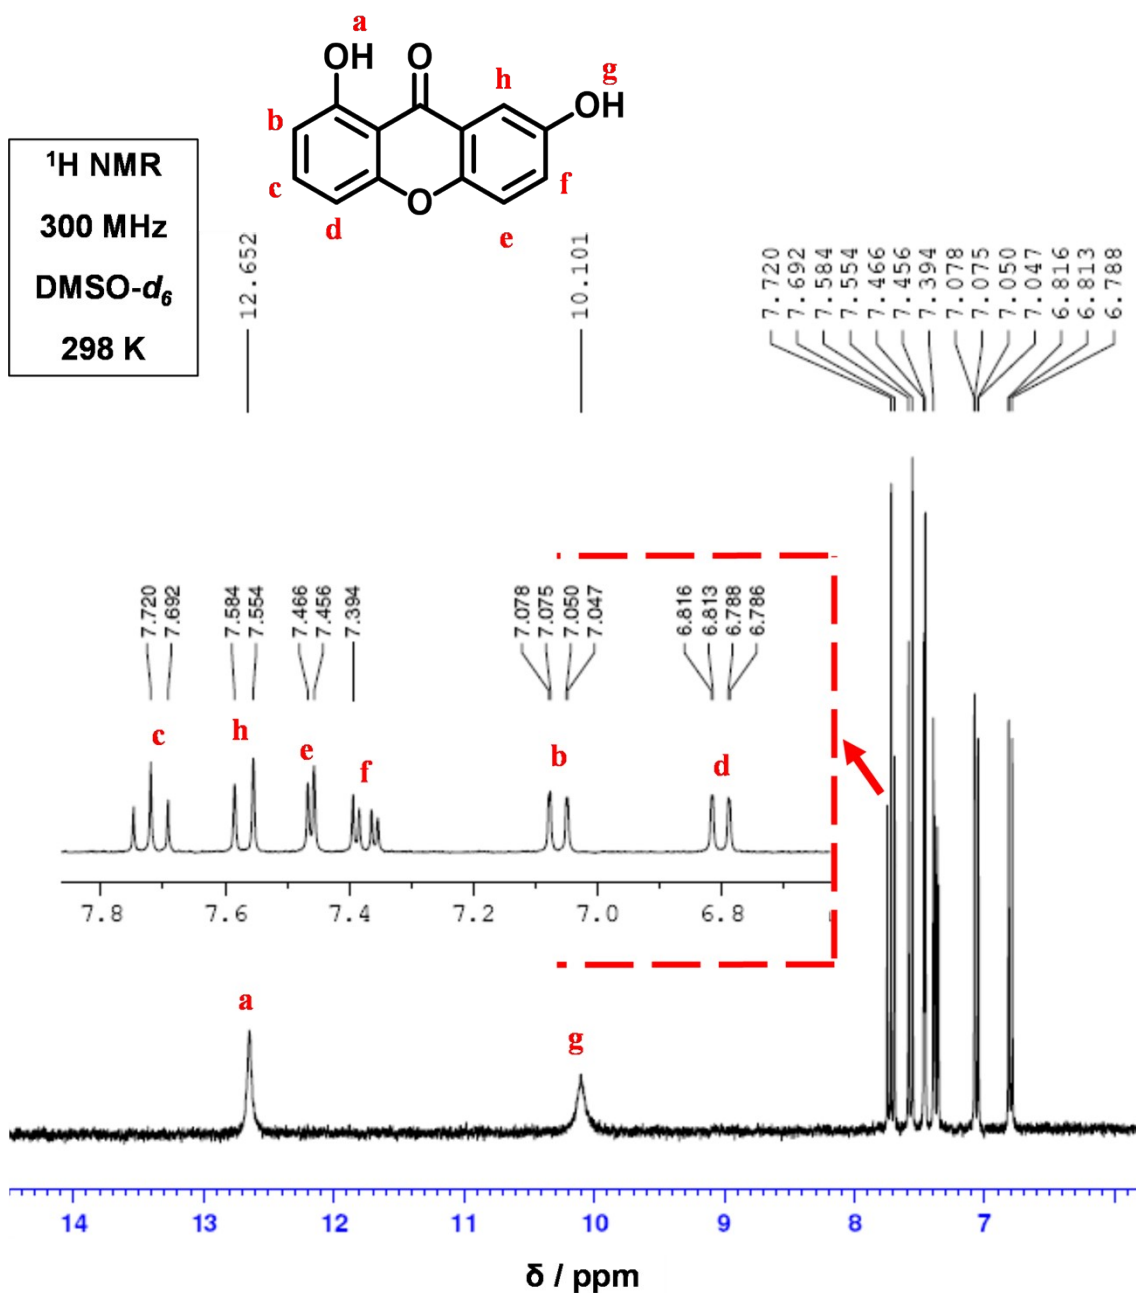 a
OH
O
h
g
OH
b
c
d
O
e
f
¹H NMR
300 MHz
DMSO-d₆
298 K
12.652
10.101
7.720
7.692
7.584
7.554
7.466
7.456
7.394
7.078
7.075
7.050
7.047
6.816
6.813
6.788
7.720
7.692
7.584
7.554
7.466
7.456
7.394
7.078
7.075
7.050
7.047
6.816
6.813
6.788
6.786
c
h
e
f
b
d
7.8 7.6 7.4 7.2 7.0 6.8
a
g
14 13 12 11 10 9 8 7
δ / ppm